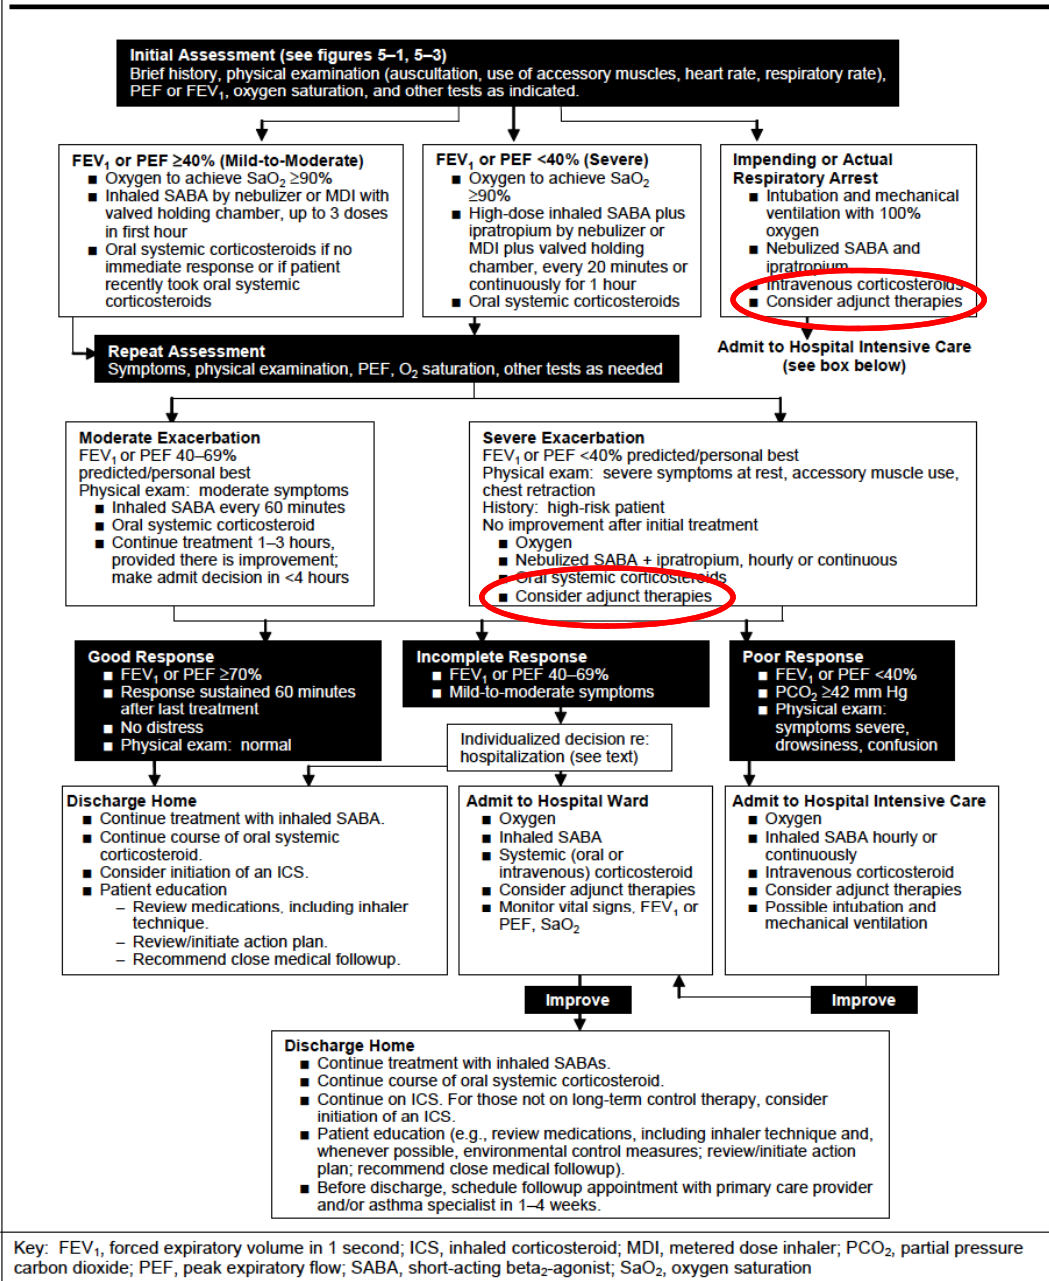 Initial Assessment (see figures 5–1, 5–3)
Brief history, physical examination (auscultation, use of accessory muscles, heart rate, respiratory rate),
PEF or FEV₁, oxygen saturation, and other tests as indicated.
FEV₁ or PEF ≥40% (Mild-to-Moderate)
■ Oxygen to achieve SaO₂ ≥90%
■ Inhaled SABA by nebulizer or MDI with
valved holding chamber, up to 3 doses
in first hour
■ Oral systemic corticosteroids if no
immediate response or if patient
recently took oral systemic
corticosteroids
FEV₁ or PEF <40% (Severe)
■ Oxygen to achieve SaO₂
≥90%
■ High-dose inhaled SABA plus
ipratropium by nebulizer or
MDI plus valved holding
chamber, every 20 minutes or
continuously for 1 hour
■ Oral systemic corticosteroids
Impending or Actual
Respiratory Arrest
■ Intubation and mechanical
ventilation with 100%
oxygen
■ Nebulized SABA and
ipratropium
■ Intravenous corticosteroids
■ Consider adjunct therapies
Admit to Hospital Intensive Care
(see box below)
Repeat Assessment
Symptoms, physical examination, PEF, O₂ saturation, other tests as needed
Moderate Exacerbation
FEV₁ or PEF 40–69%
predicted/personal best
Physical exam: moderate symptoms
■ Inhaled SABA every 60 minutes
■ Oral systemic corticosteroid
■ Continue treatment 1–3 hours,
provided there is improvement;
make admit decision in <4 hours
Severe Exacerbation
FEV₁ or PEF <40% predicted/personal best
Physical exam: severe symptoms at rest, accessory muscle use,
chest retraction
History: high-risk patient
No improvement after initial treatment
■ Oxygen
■ Nebulized SABA + ipratropium, hourly or continuous
■ Oral systemic corticosteroids
■ Consider adjunct therapies
Good Response
■ FEV₁ or PEF ≥70%
■ Response sustained 60 minutes
after last treatment
■ No distress
■ Physical exam: normal
Incomplete Response
■ FEV₁ or PEF 40–69%
■ Mild-to-moderate symptoms
Poor Response
■ FEV₁ or PEF <40%
■ PCO₂ ≥42 mm Hg
■ Physical exam:
symptoms severe,
drowsiness, confusion
Individualized decision re:
hospitalization (see text)
Discharge Home
■ Continue treatment with inhaled SABA.
■ Continue course of oral systemic
corticosteroid.
■ Consider initiation of an ICS.
■ Patient education
– Review medications, including inhaler
technique.
– Review/initiate action plan.
– Recommend close medical followup.
Admit to Hospital Ward
■ Oxygen
■ Inhaled SABA
■ Systemic (oral or
intravenous) corticosteroid
■ Consider adjunct therapies
■ Monitor vital signs, FEV₁ or
PEF, SaO₂
Admit to Hospital Intensive Care
■ Oxygen
■ Inhaled SABA hourly or
continuously
■ Intravenous corticosteroid
■ Consider adjunct therapies
■ Possible intubation and
mechanical ventilation
Improve
Improve
Discharge Home
■ Continue treatment with inhaled SABAs.
■ Continue course of oral systemic corticosteroid.
■ Continue on ICS. For those not on long-term control therapy, consider
initiation of an ICS.
■ Patient education (e.g., review medications, including inhaler technique and,
whenever possible, environmental control measures; review/initiate action
plan; recommend close medical followup).
■ Before discharge, schedule followup appointment with primary care provider
and/or asthma specialist in 1–4 weeks.
Key: FEV₁, forced expiratory volume in 1 second; ICS, inhaled corticosteroid; MDI, metered dose inhaler; PCO₂, partial pressure
carbon dioxide; PEF, peak expiratory flow; SABA, short-acting beta₂-agonist; SaO₂, oxygen saturation